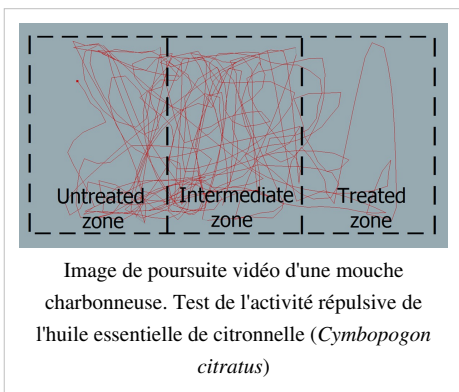 Untreated Intermediate Treated
zone zone zone
Image de poursuite vidéo d'une mouche
charbonneuse. Test de l'activité répulsive de
l'huile essentielle de citronnelle (Cymbopogon
citratus)